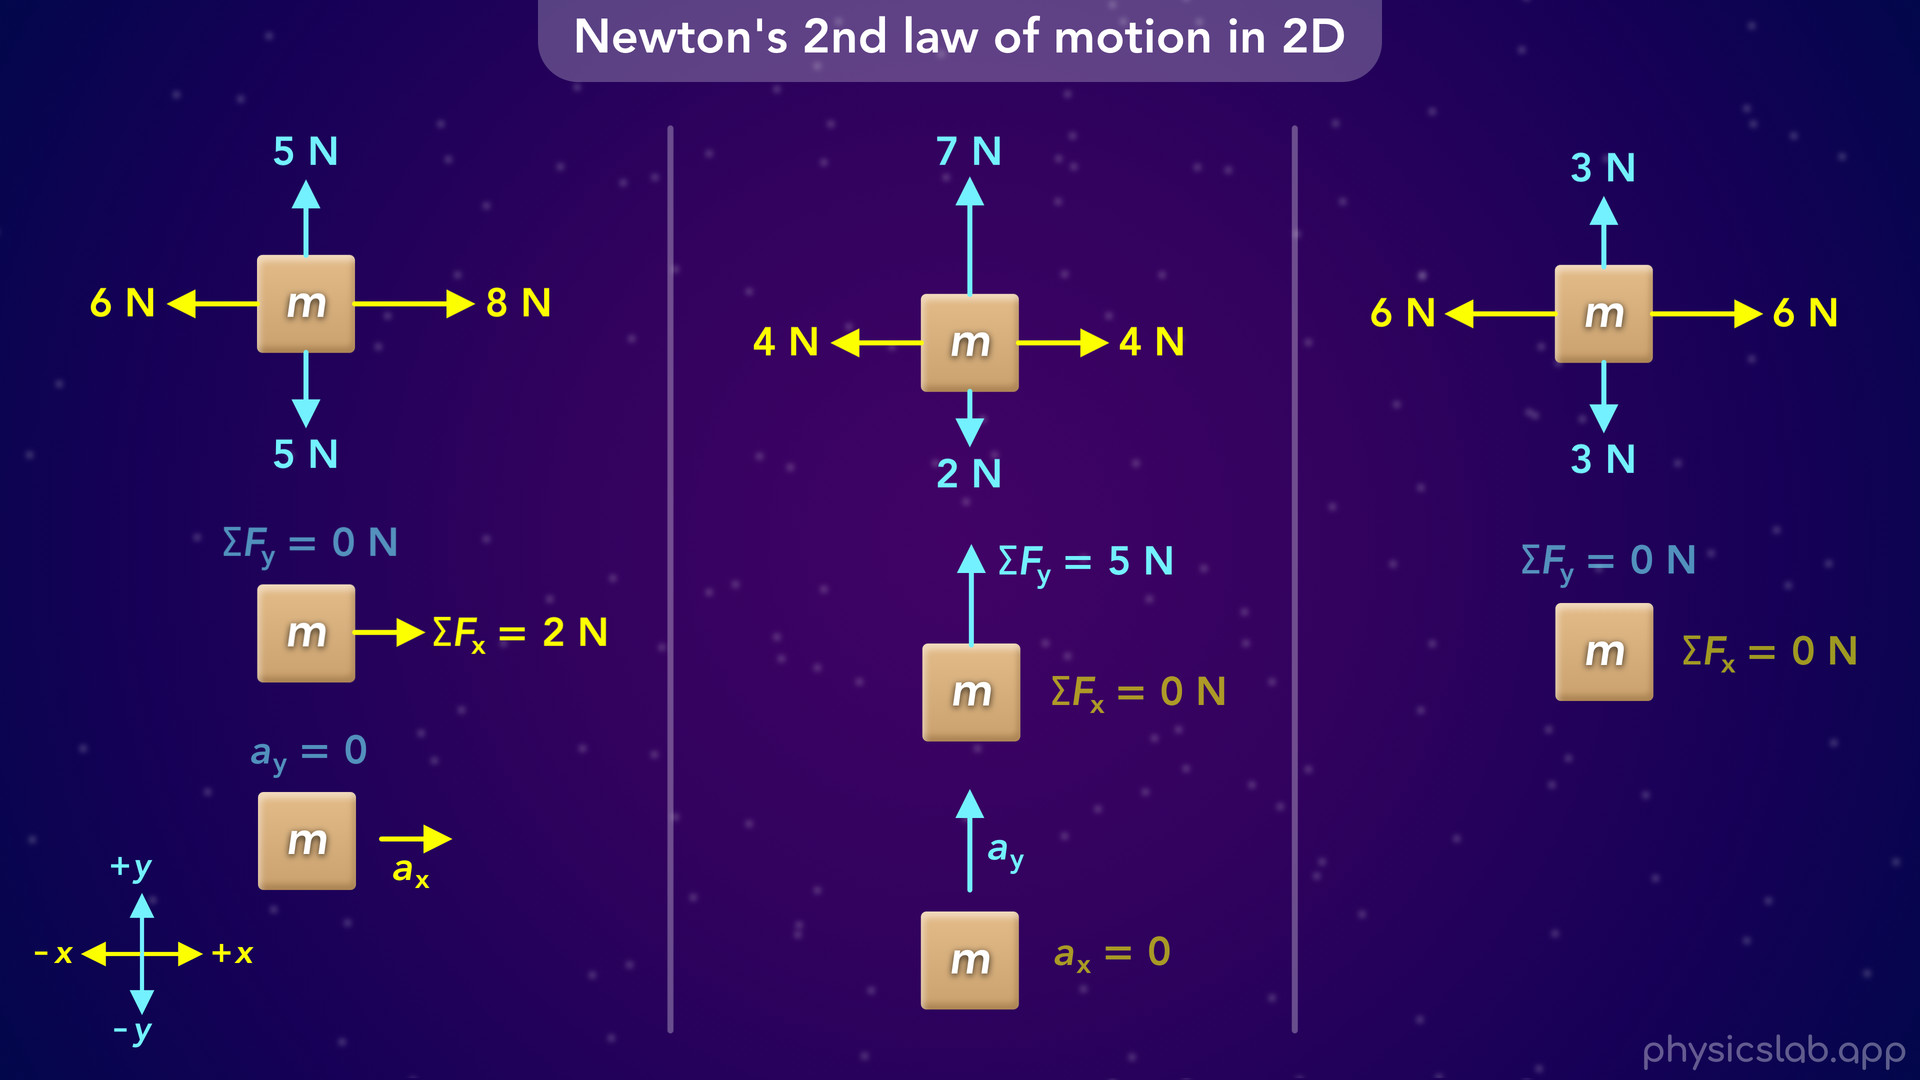 Newton's 2nd law of motion in 2D
5 N
6 N m 8 N
5 N
ΣFy = 0 N
m ΣFx = 2 N
ay = 0
m
ax
+y
-x +x
-y
7 N
4 N m 4 N
2 N
ΣFy = 5 N
m ΣFx = 0 N
ay
m ax = 0
3 N
6 N m 6 N
3 N
ΣFy = 0 N
m ΣFx = 0 N
physicslab.app